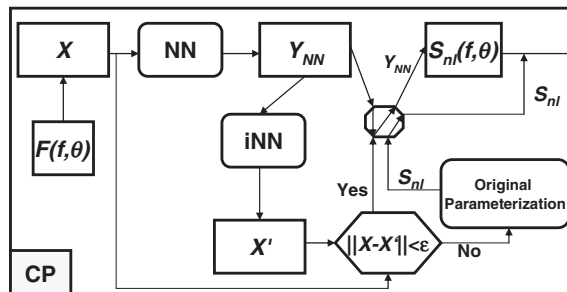 X
NN
Y_NN
S_nl(f,θ)
Y_NN
S_nl
iNN
F(f,θ)
Yes
S_nl
Original
Parameterization
X'
||X-X'||<ε
No
CP